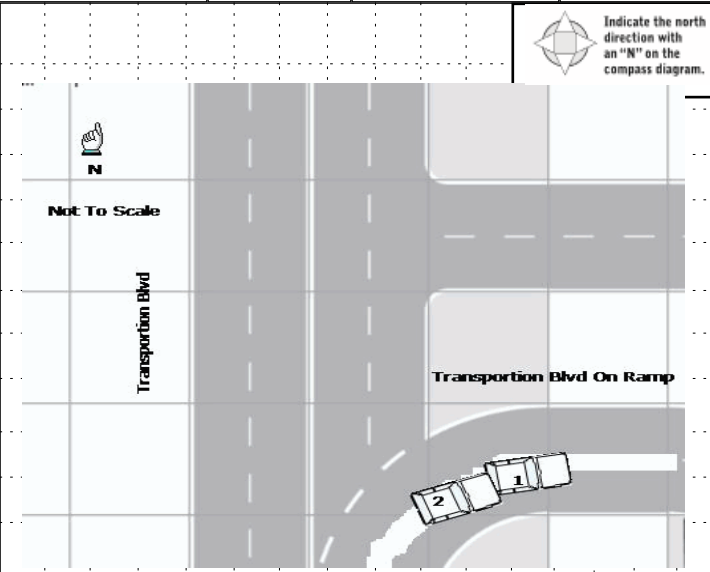 Indicate the north
direction with
an “N” on the
compass diagram.
N
Not To Scale
Transportion Blvd
Transportion Blvd On Ramp
1
2